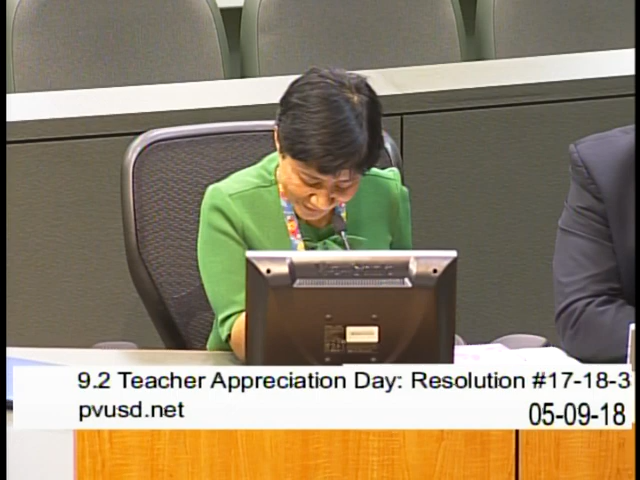 9.2 Teacher Appreciation Day: Resolution #17-18-3
pvusd.net
05-09-18